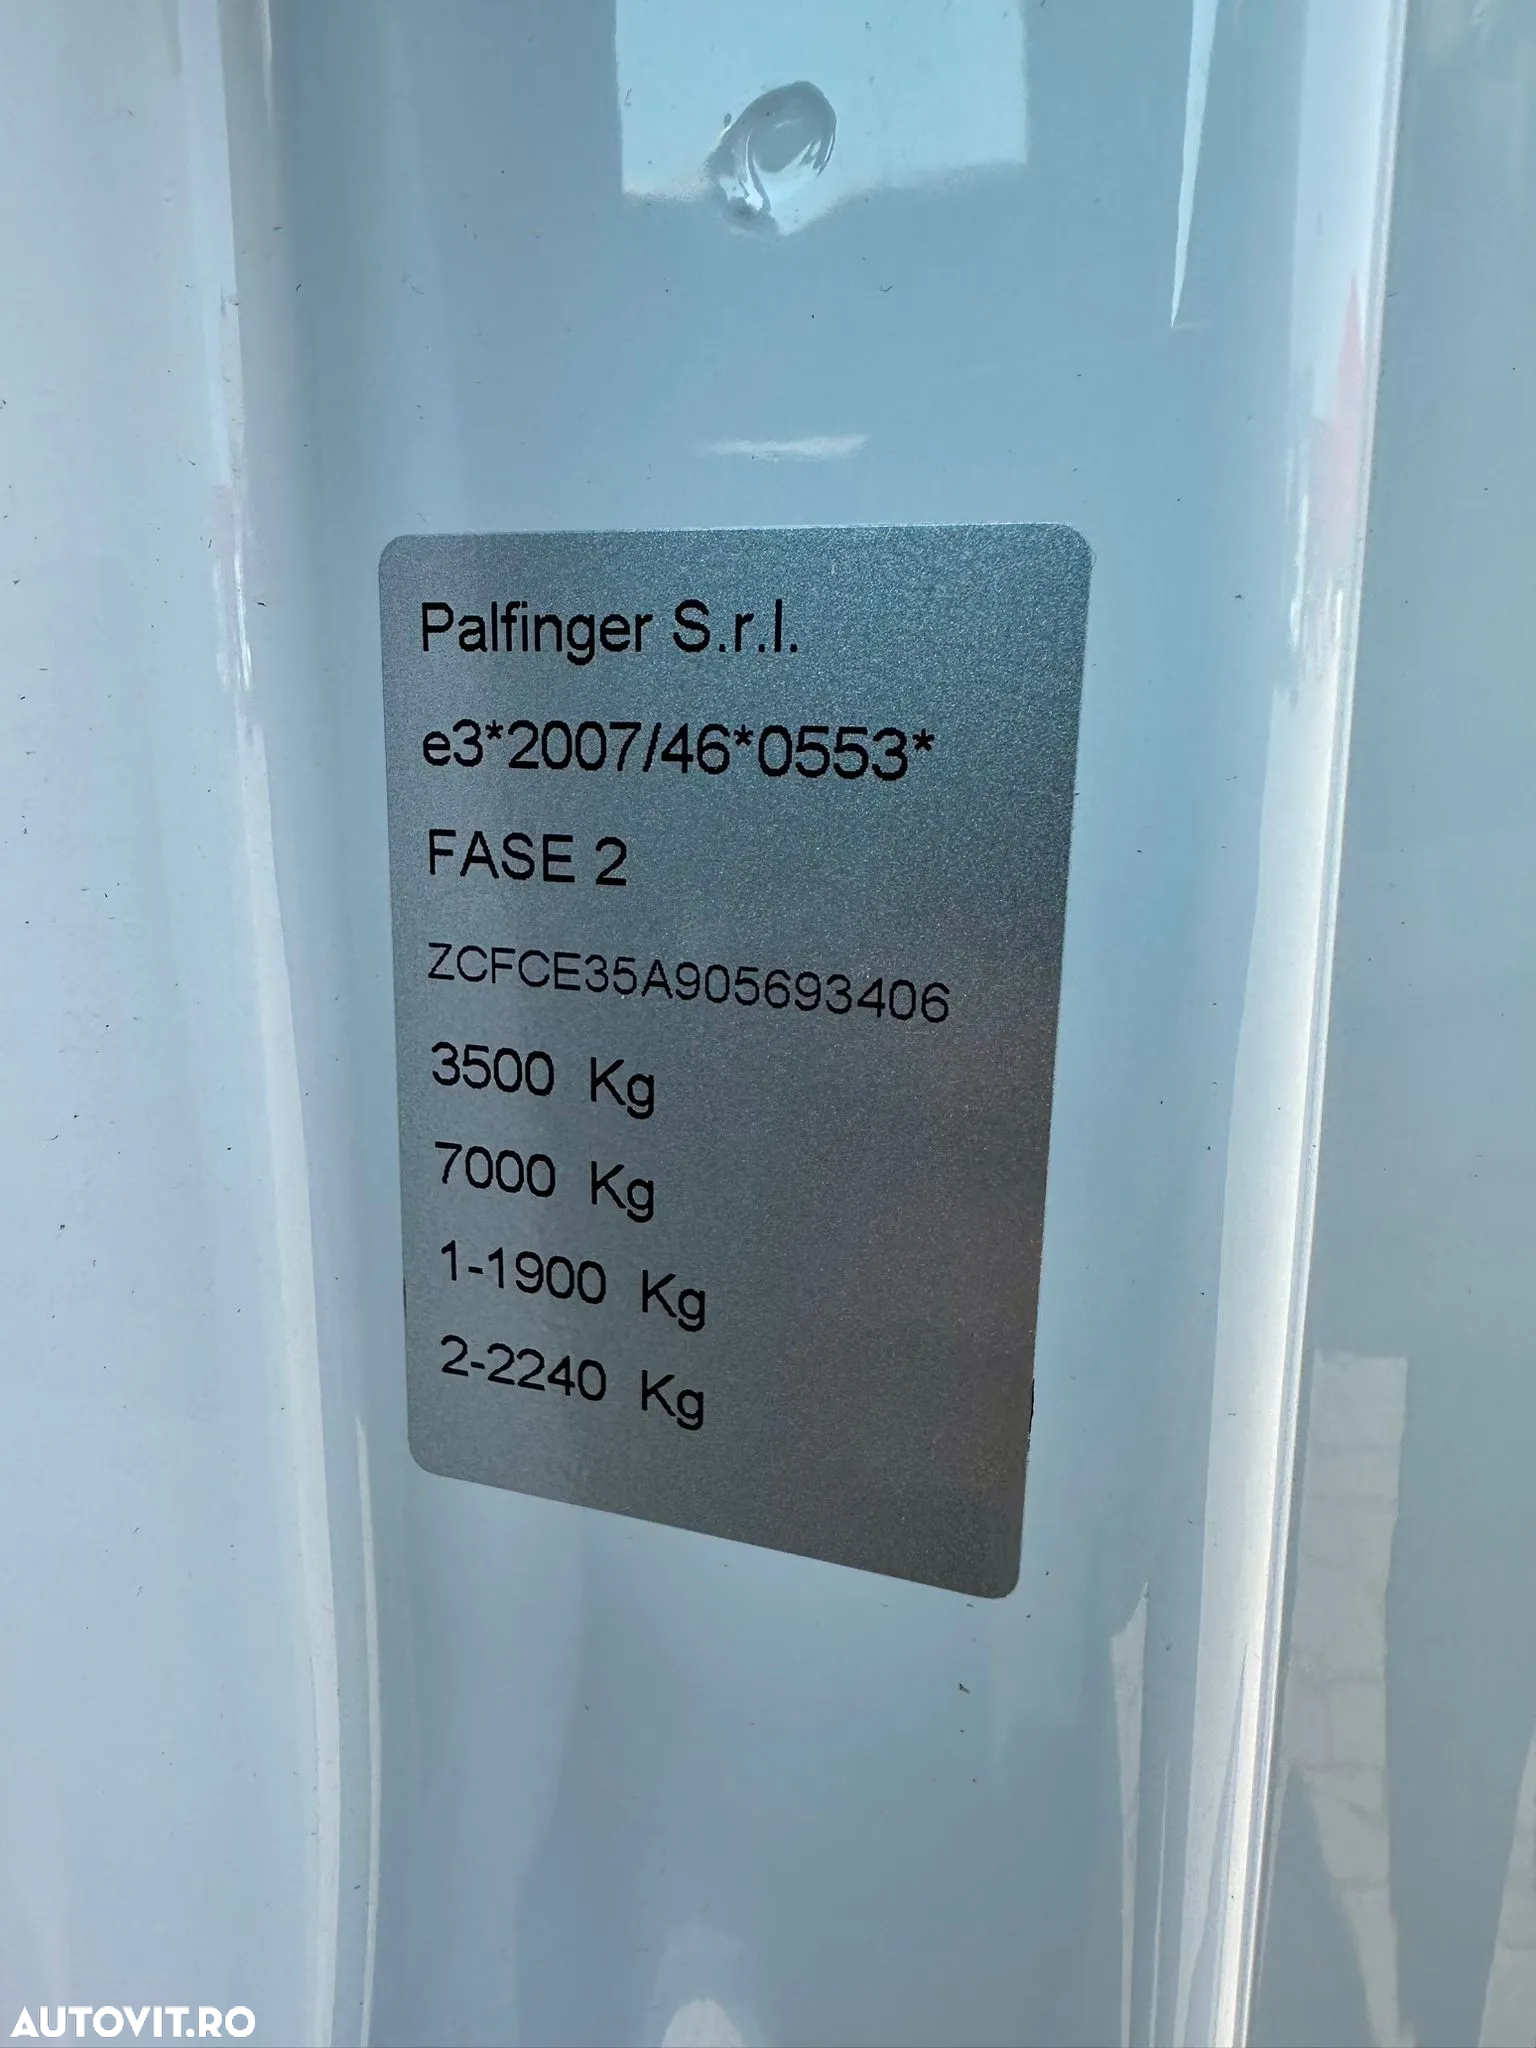 Palfinger S.r.l.
e3*2007/46*0553*
FASE 2
ZCFCE35A905693406
3500 Kg
7000 Kg
1-1900 Kg
2-2240 Kg
AUTOVIT.RO